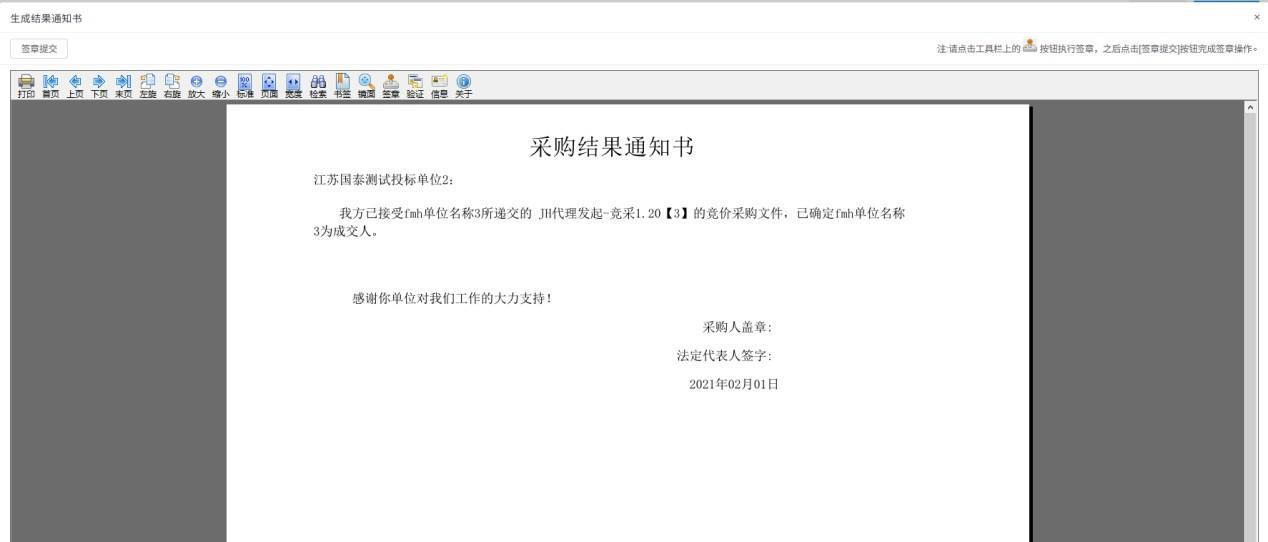 生成结果通知书
×
签章提交
注:请点击工具栏上的 按钮执行签章，之后点击[签章提交]按钮完成签章操作。
打印 首页 上页 下页 末页 左旋 右旋 放大 缩小 标准 页面 宽度 检索 书签 镜面 签章 验证 信息 关于
采购结果通知书
江苏国泰测试投标单位2:
我方已接受fmh单位名称3所递交的 JH代理发起-竞采1.20【3】的竞价采购文件，已确定fmh单位名称
3为成交人。
感谢你单位对我们工作的大力支持！
采购人盖章:
法定代表人签字:
2021年02月01日